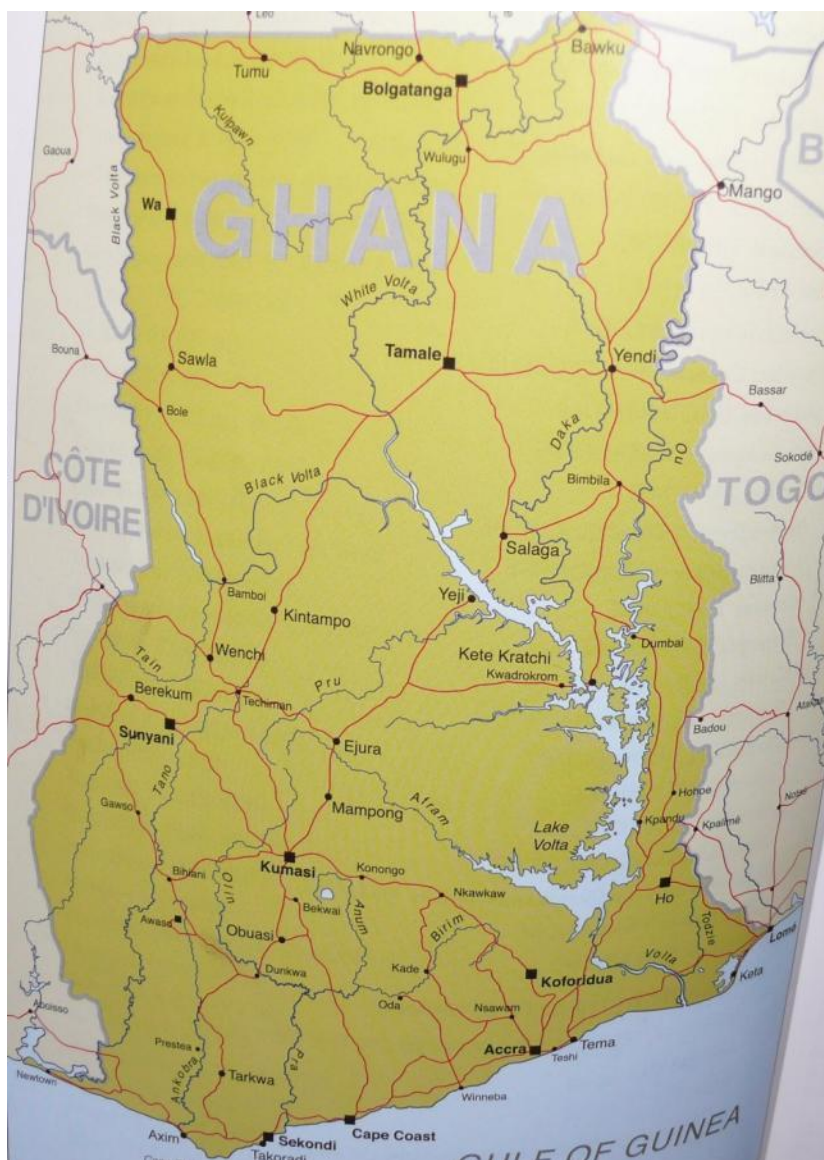 Leo
Navrongo
Bawku
Tumu
Bolgatanga
Kulpawn
Wulugu
Gaoua
B
Black Volta
Mango
Wa
GHANA
White Volta
Tamale
Yendi
Bouna
Sawla
Bassar
Bole
Daka
Sokodé
CÔTE
D'IVOIRE
Black Volta
Bimbila
TOGO
Salaga
Bamboi
Yeji
Blitta
Kintampo
Dumbai
Wenchi
Tain
Kete Kratchi
Pru
Kwadrokrom
Berekum
Techiman
Sunyani
Badou
Ejura
Tano
Hohoe
Gawso
Mampong
Afram
Lake
Volta
Kpandu
Kpalimé
Kumasi
Konongo
Bihiani
Ofin
Nkawkaw
Ho
Bekwai
Anum
Awaso
Obuasi
Birim
Todzie
Lomé
Dunkwa
Kade
Koforidua
Volta
Keta
Oda
Nsawam
Prestea
Accra
Teshi
Tema
Newtown
Ankobra
Tarkwa
Pra
Winneba
Axim
Sekondi
Takoradi
Cape Coast
GULF OF GUINEA